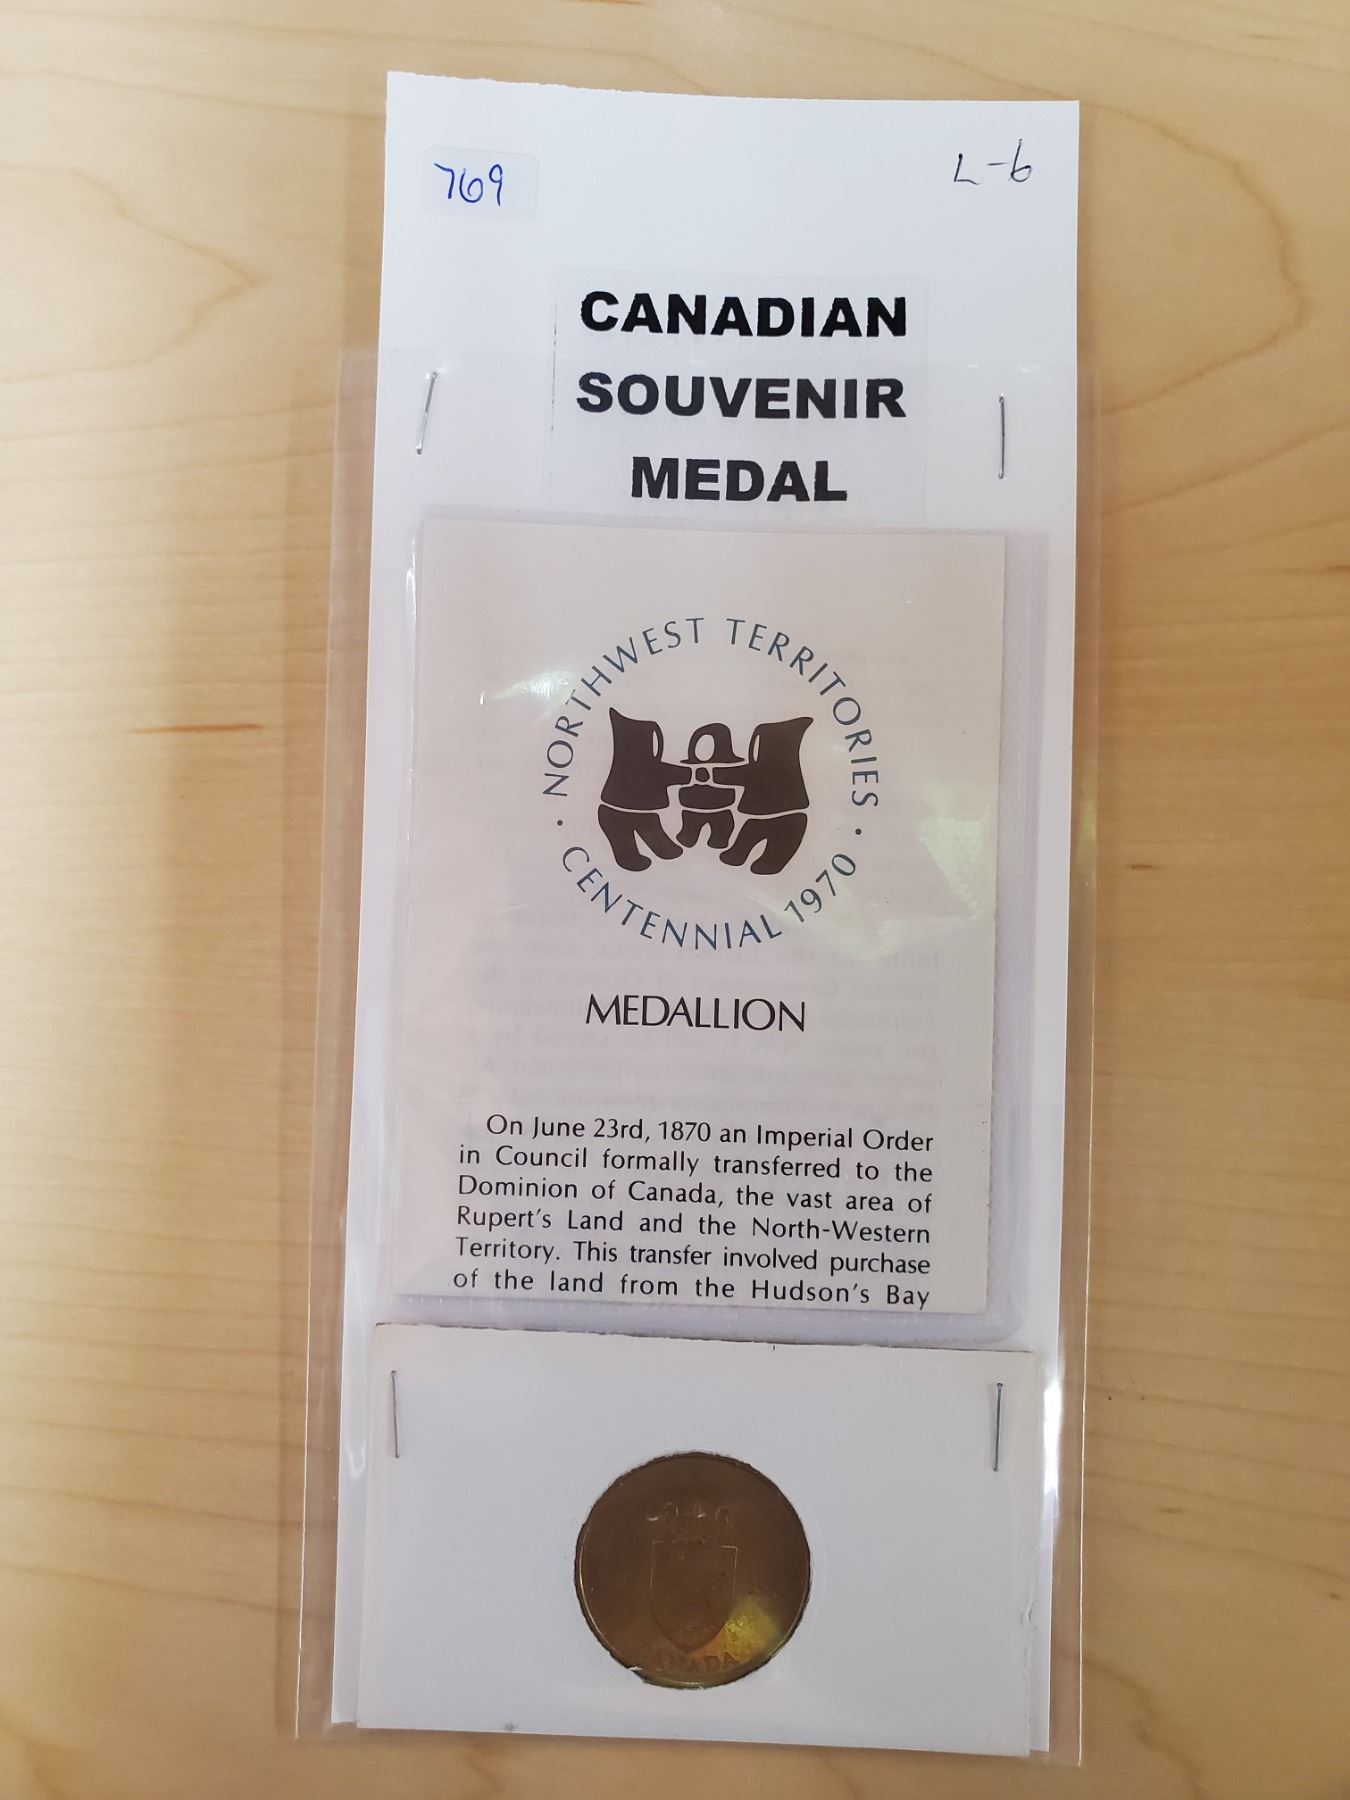 769
L-6
CANADIAN
SOUVENIR
MEDAL
· NORTHWEST TERRITORIES ·
CENTENNIAL 1970
MEDALLION
On June 23rd, 1870 an Imperial Order
in Council formally transferred to the
Dominion of Canada, the vast area of
Rupert's Land and the North-Western
Territory. This transfer involved purchase
of the land from the Hudson's Bay
CANADA